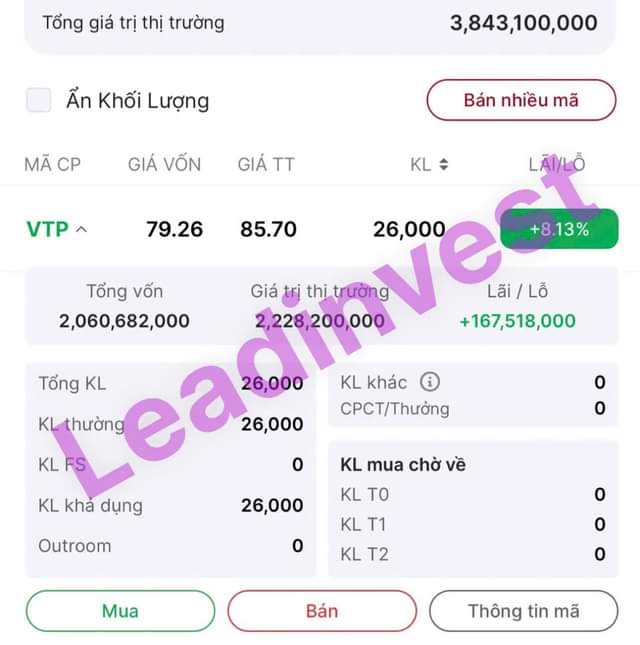 Tổng giá trị thị trường 3,843,100,000
Ẩn Khối Lượng Bán nhiều mã
MÃ CP GIÁ VỐN GIÁ TT KL LÃI/LỖ
VTP 79.26 85.70 26,000 +8.13%
Tổng vốn Giá trị thị trường Lãi / Lỗ
2,060,682,000 2,228,200,000 +167,518,000
Tổng KL 26,000
KL thường 26,000
KL FS 0
KL khả dụng 26,000
Outroom 0
KL khác 0
CPCT/Thưởng 0
KL mua chờ về
KL T0 0
KL T1 0
KL T2 0
Mua Bán Thông tin mã
Leadinvest